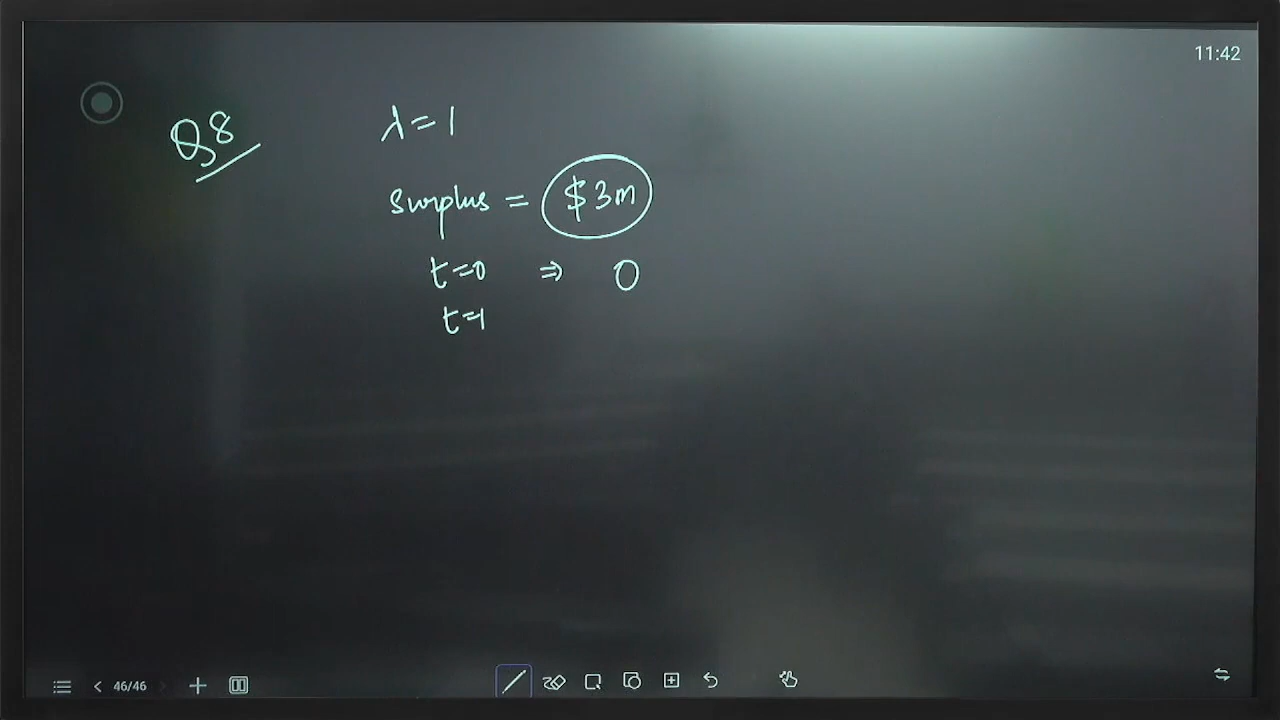 11:42
Q8
λ = 1
Surplus = $3m
t=0 ⇒ 0
t=1
46/46